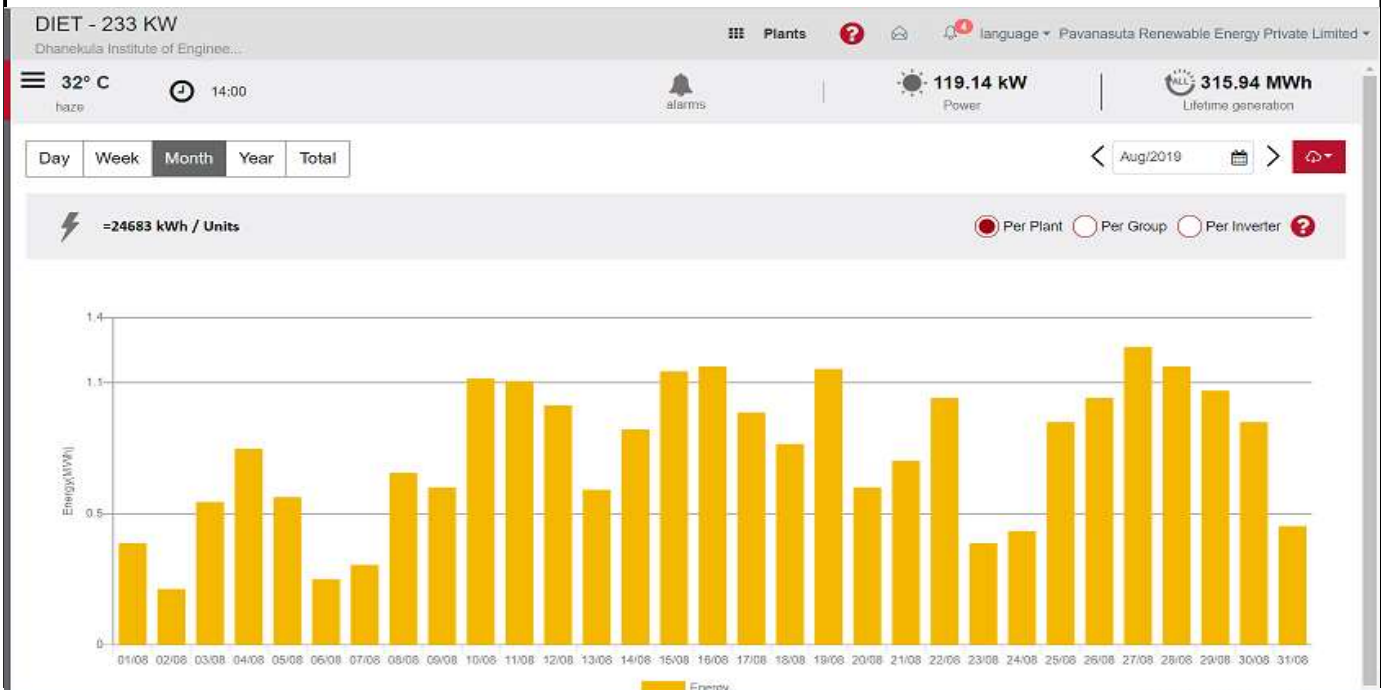 DIET - 233 KW
Dhanekula Institute of Enginee...
Plants ? 4 language Pavanasuta Renewable Energy Private Limited
32° C
haze
14:00
alarms
119.14 kW
Power
ALL
315.94 MWh
Lifetime generation
Day Week Month Year Total
Aug/2019
=24683 kWh / Units
Per Plant Per Group Per Inverter ?
1.4
1.1
Energy(MWh)
0.5
0
01/08 02/08 03/08 04/08 05/08 06/08 07/08 08/08 09/08 10/08 11/08 12/08 13/08 14/08 15/08 16/08 17/08 18/08 19/08 20/08 21/08 22/08 23/08 24/08 25/08 26/08 27/08 28/08 29/08 30/08 31/08
Energy